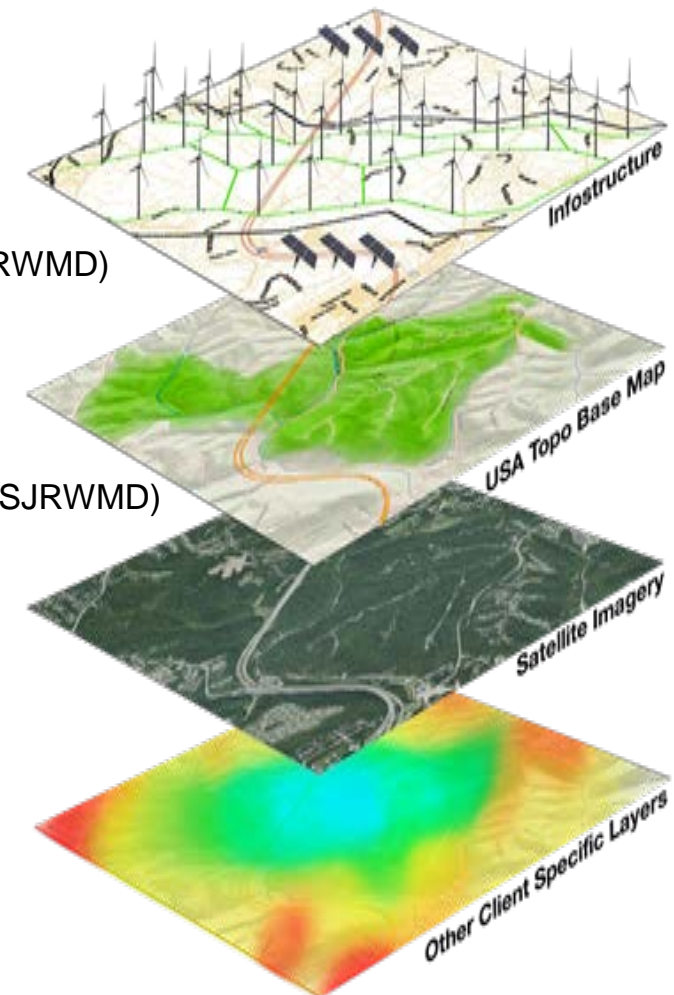 Infostructure
RWMD)
USA Topo Base Map
SJRWMD)
Satellite Imagery
Other Client Specific Layers